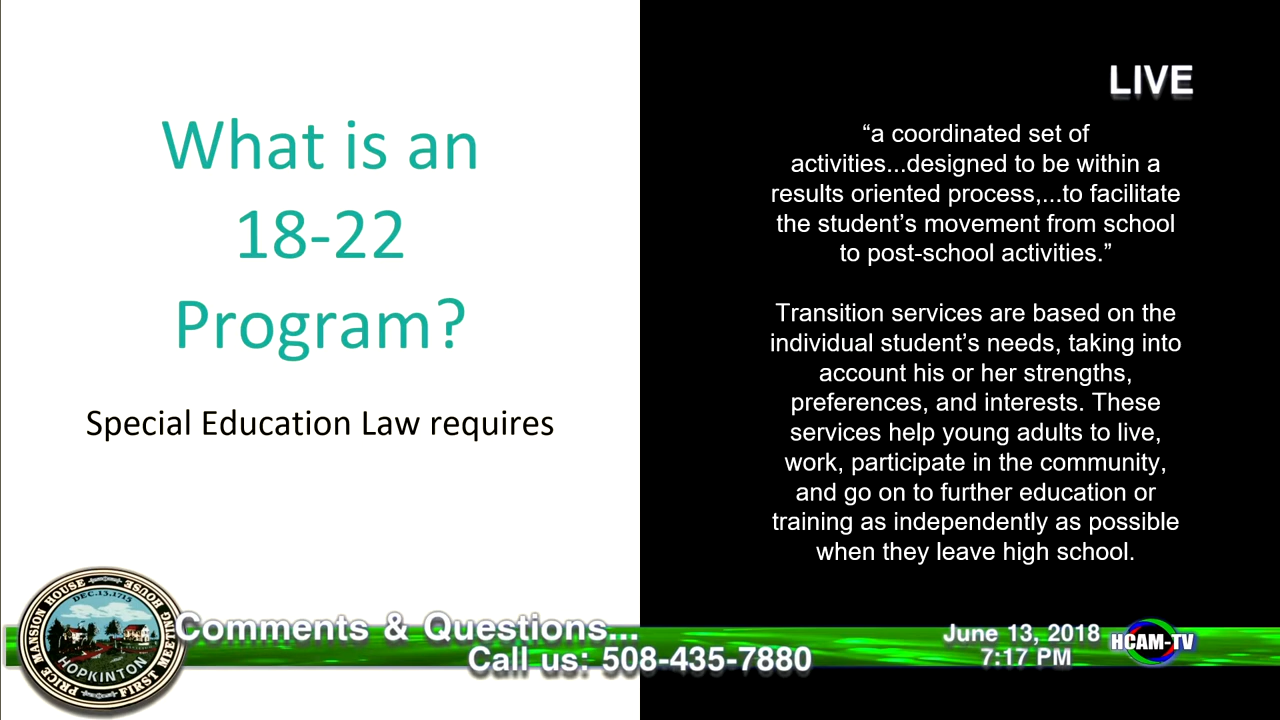 What is an
18-22
Program?
Special Education Law requires
LIVE
“a coordinated set of
activities...designed to be within a
results oriented process,...to facilitate
the student’s movement from school
to post-school activities.”
Transition services are based on the
individual student’s needs, taking into
account his or her strengths,
preferences, and interests. These
services help young adults to live,
work, participate in the community,
and go on to further education or
training as independently as possible
when they leave high school.
PRICE MANSION HOUSE
FIRST MEETING HOUSE
DEC.13.1715
HOPKINTON
Comments & Questions...
Call us: 508-435-7880
June 13, 2018
7:17 PM
HCAM-TV